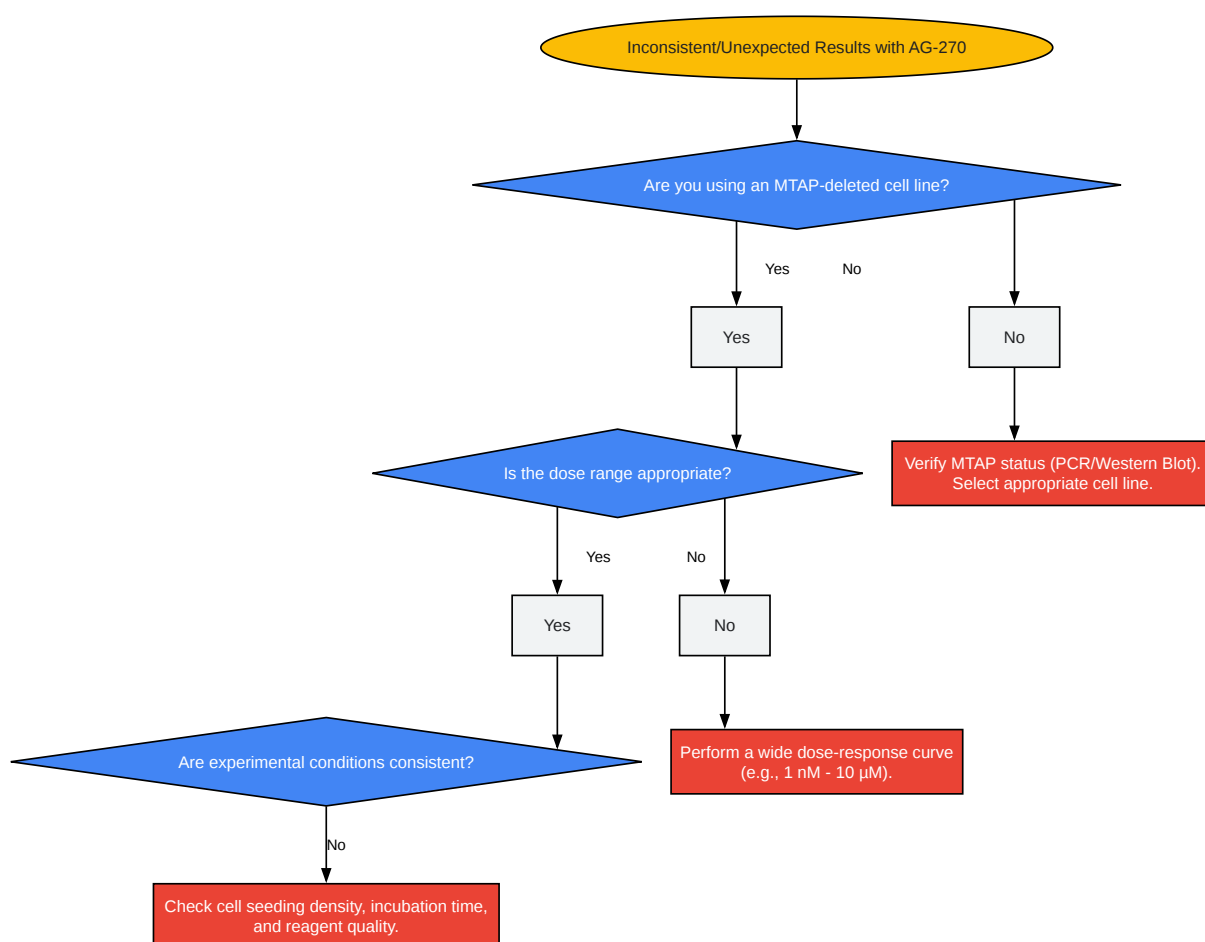 Inconsistent/Unexpected Results with AG-270
Are you using an MTAP-deleted cell line?
Yes
No
Yes
No
Is the dose range appropriate?
Verify MTAP status (PCR/Western Blot).
Select appropriate cell line.
Yes
No
Yes
No
Are experimental conditions consistent?
Perform a wide dose-response curve
(e.g., 1 nM - 10 µM).
No
Check cell seeding density, incubation time,
and reagent quality.